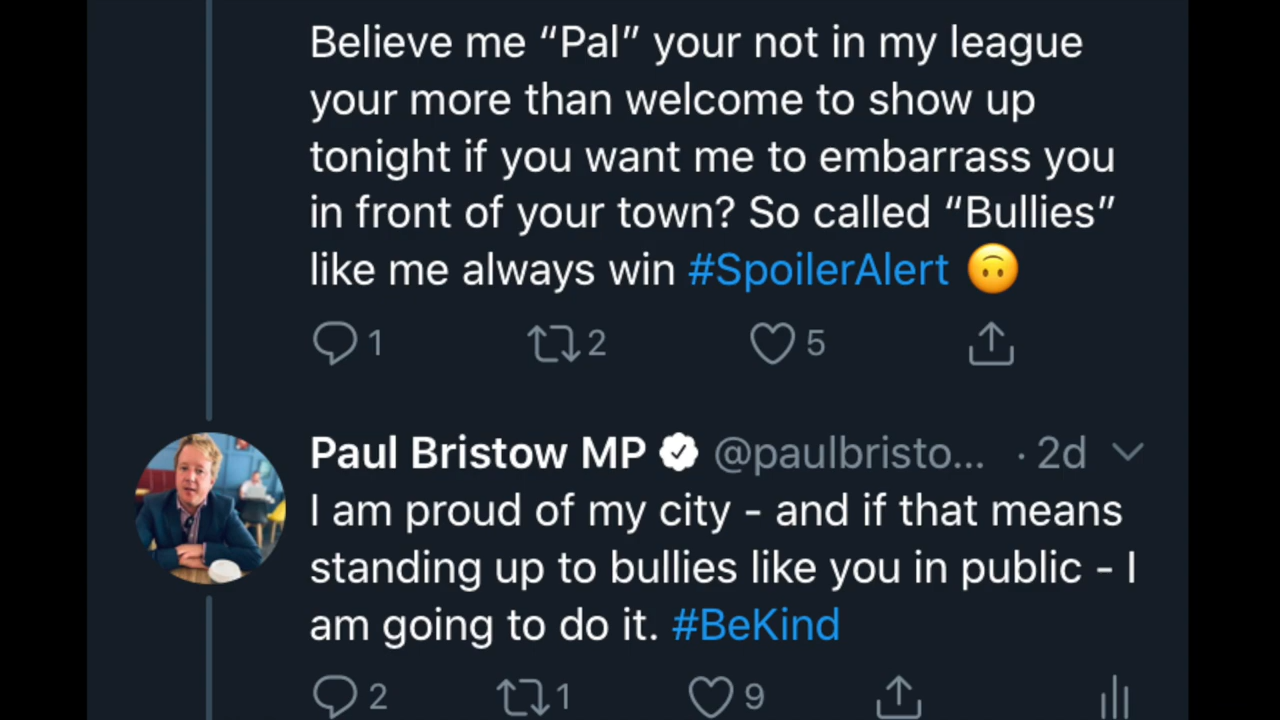 Believe me “Pal” your not in my league
your more than welcome to show up
tonight if you want me to embarrass you
in front of your town? So called “Bullies”
like me always win #SpoilerAlert 🙃
1 2 5
Paul Bristow MP @paulbristo... · 2d
I am proud of my city - and if that means
standing up to bullies like you in public - I
am going to do it. #BeKind
2 1 9